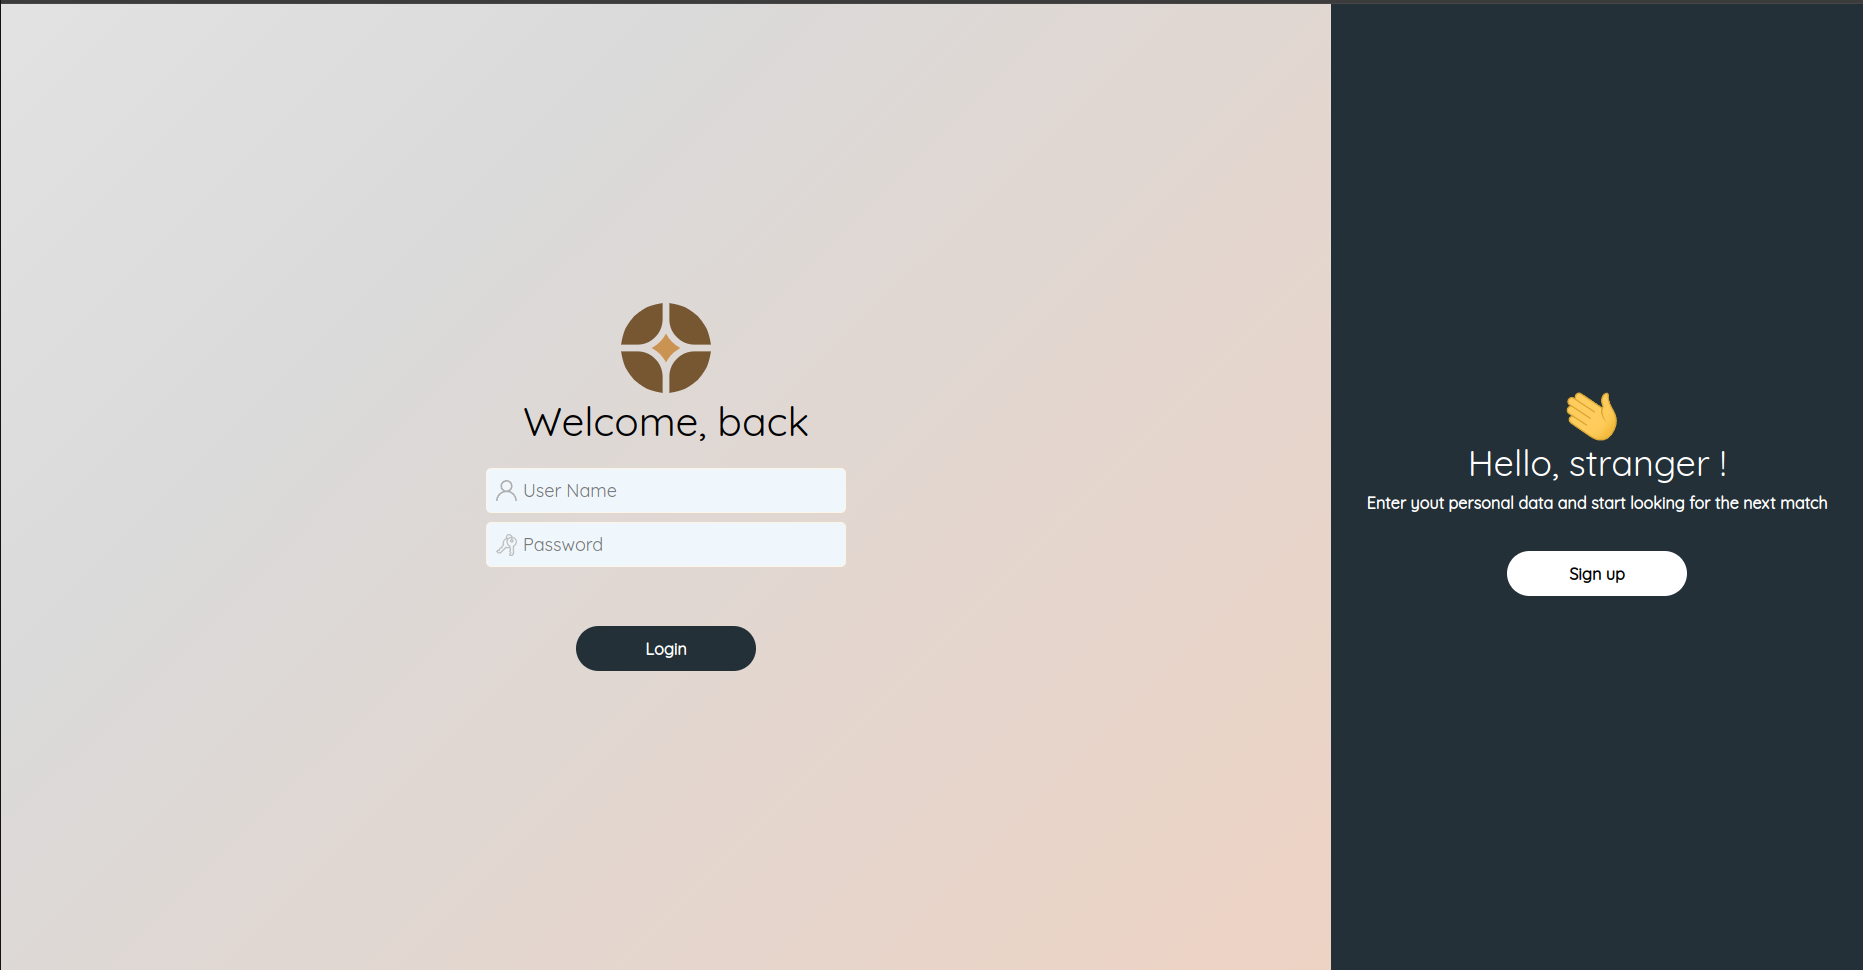 Welcome, back
User Name
Password
Login
Hello, stranger !
Enter yout personal data and start looking for the next match
Sign up